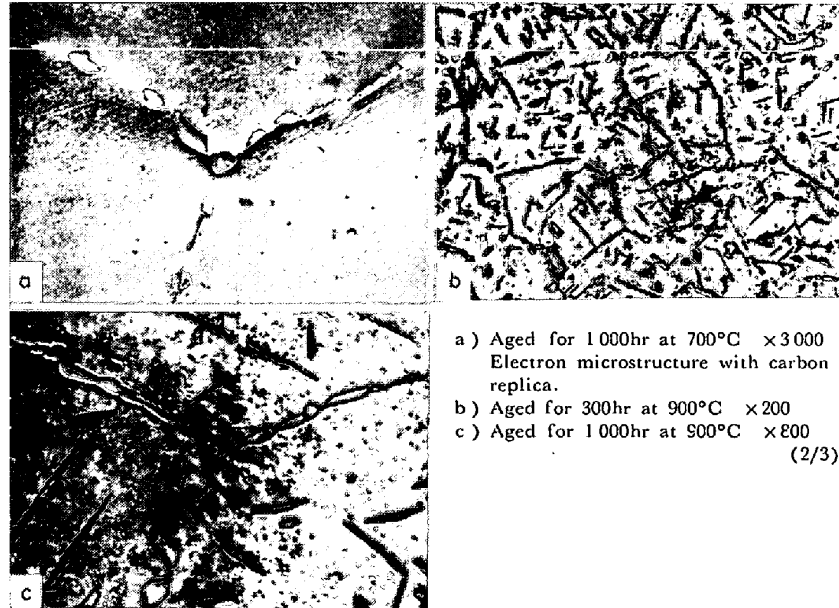 a
b
c
a ) Aged for 1 000hr at 700°C ×3 000
Electron microstructure with carbon
replica.
b ) Aged for 300hr at 900°C ×200
c ) Aged for 1 000hr at 900°C ×800
(2/3)